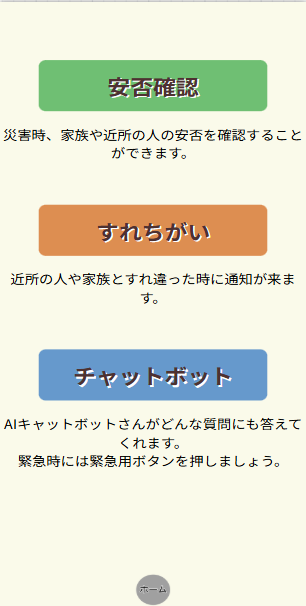 安否確認
災害時、家族や近所の人の安否を確認すること
ができます。
すれちがい
近所の人や家族とすれ違った時に通知が来ま
す。
チャットボット
AIキャットボットさんがどんな質問にも答えて
くれます。
緊急時には緊急用ボタンを押しましょう。
ホーム